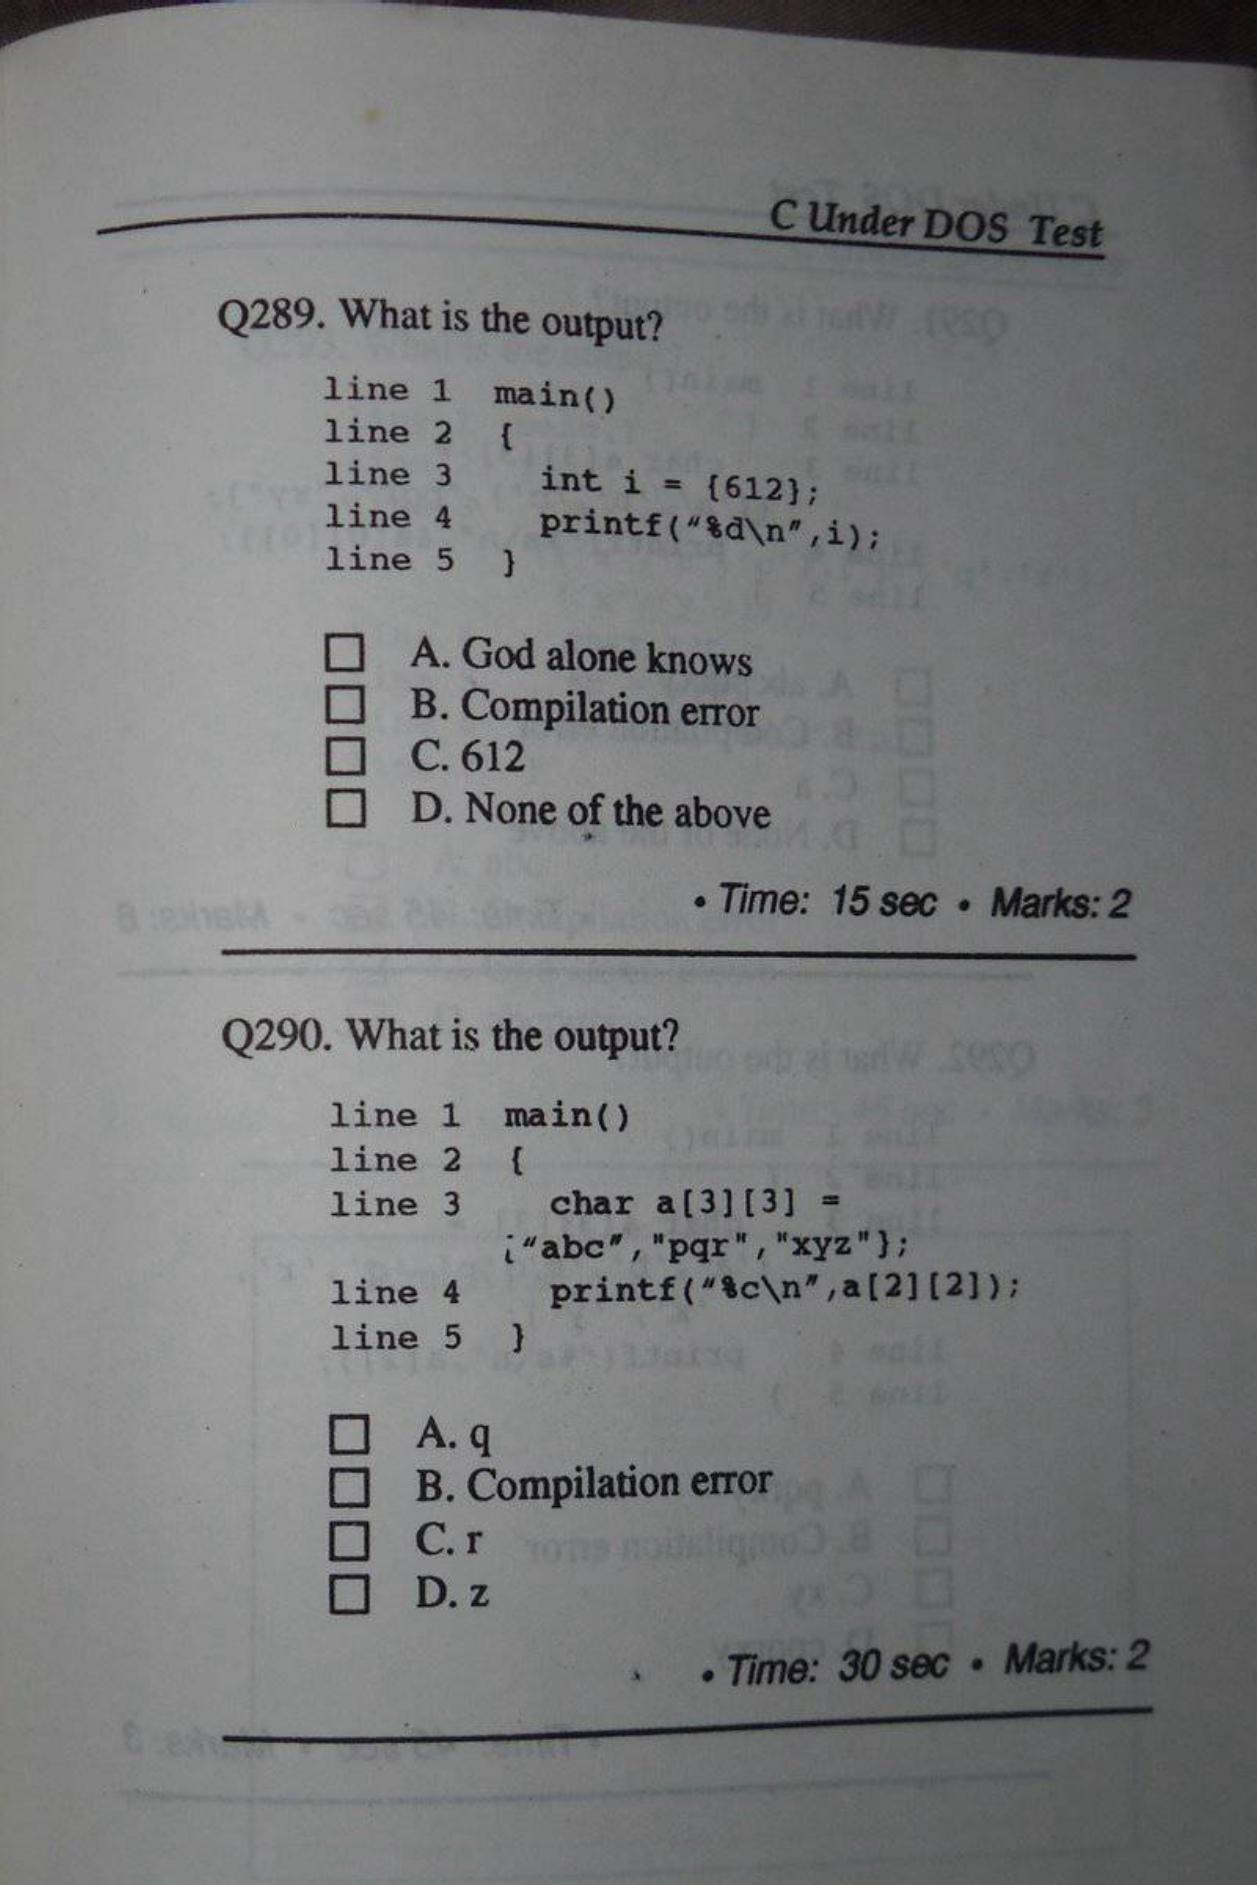 C Under DOS Test
Q289. What is the output?
line 1 main()
line 2 {
line 3 int i = {612};
line 4 printf("%d\n",i);
line 5 }
A. God alone knows
B. Compilation error
C. 612
D. None of the above
• Time: 15 sec • Marks: 2
Q290. What is the output?
line 1 main()
line 2 {
line 3 char a[3][3] =
{"abc","pqr","xyz"};
line 4 printf("%c\n",a[2][2]);
line 5 }
A. q
B. Compilation error
C. r
D. z
• Time: 30 sec • Marks: 2